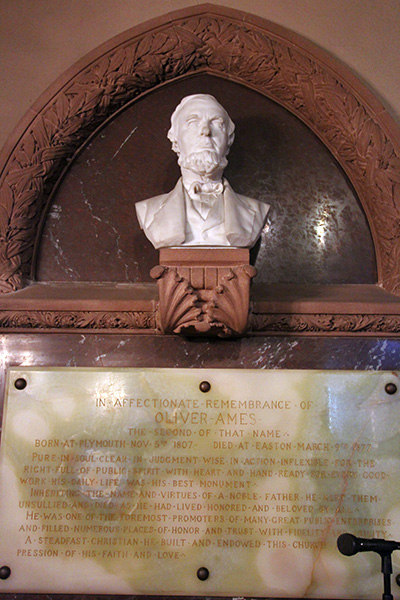 IN · AFFECTIONATE · REMEMBRANCE · OF
OLIVER · AMES ·
THE · SECOND · OF · THAT · NAME ·
BORN · AT · PLYMOUTH · NOV · 5TH 1807 · DIED · AT · EASTON · MARCH · 9TH 1877
PURE · IN · SOUL · CLEAR · IN · JUDGMENT · WISE · IN · ACTION · INFLEXIBLE · FOR · THE
RIGHT · FULL · OF · PUBLIC · SPIRIT · WITH · HEART · AND · HAND · READY · FOR · EVERY · GOOD
WORK · HIS · DAILY · LIFE · WAS · HIS · BEST · MONUMENT ·
INHERITING · THE · NAME · AND · VIRTUES · OF · A · NOBLE · FATHER · HE · KEPT · THEM
UNSULLIED · AND · DIED · AS · HE · HAD · LIVED · HONORED · AND · BELOVED · BY · ALL
HE · WAS · ONE · OF · THE · FOREMOST · PROMOTERS · OF · MANY · GREAT · PUBLIC · ENTERPRISES
AND · FILLED · NUMEROUS · PLACES · OF · HONOR · AND · TRUST · WITH · FIDELITY
A · STEADFAST · CHRISTIAN · HE · BUILT · AND · ENDOWED · THIS · CHURCH
PRESSION · OF · HIS · FAITH · AND · LOVE ·